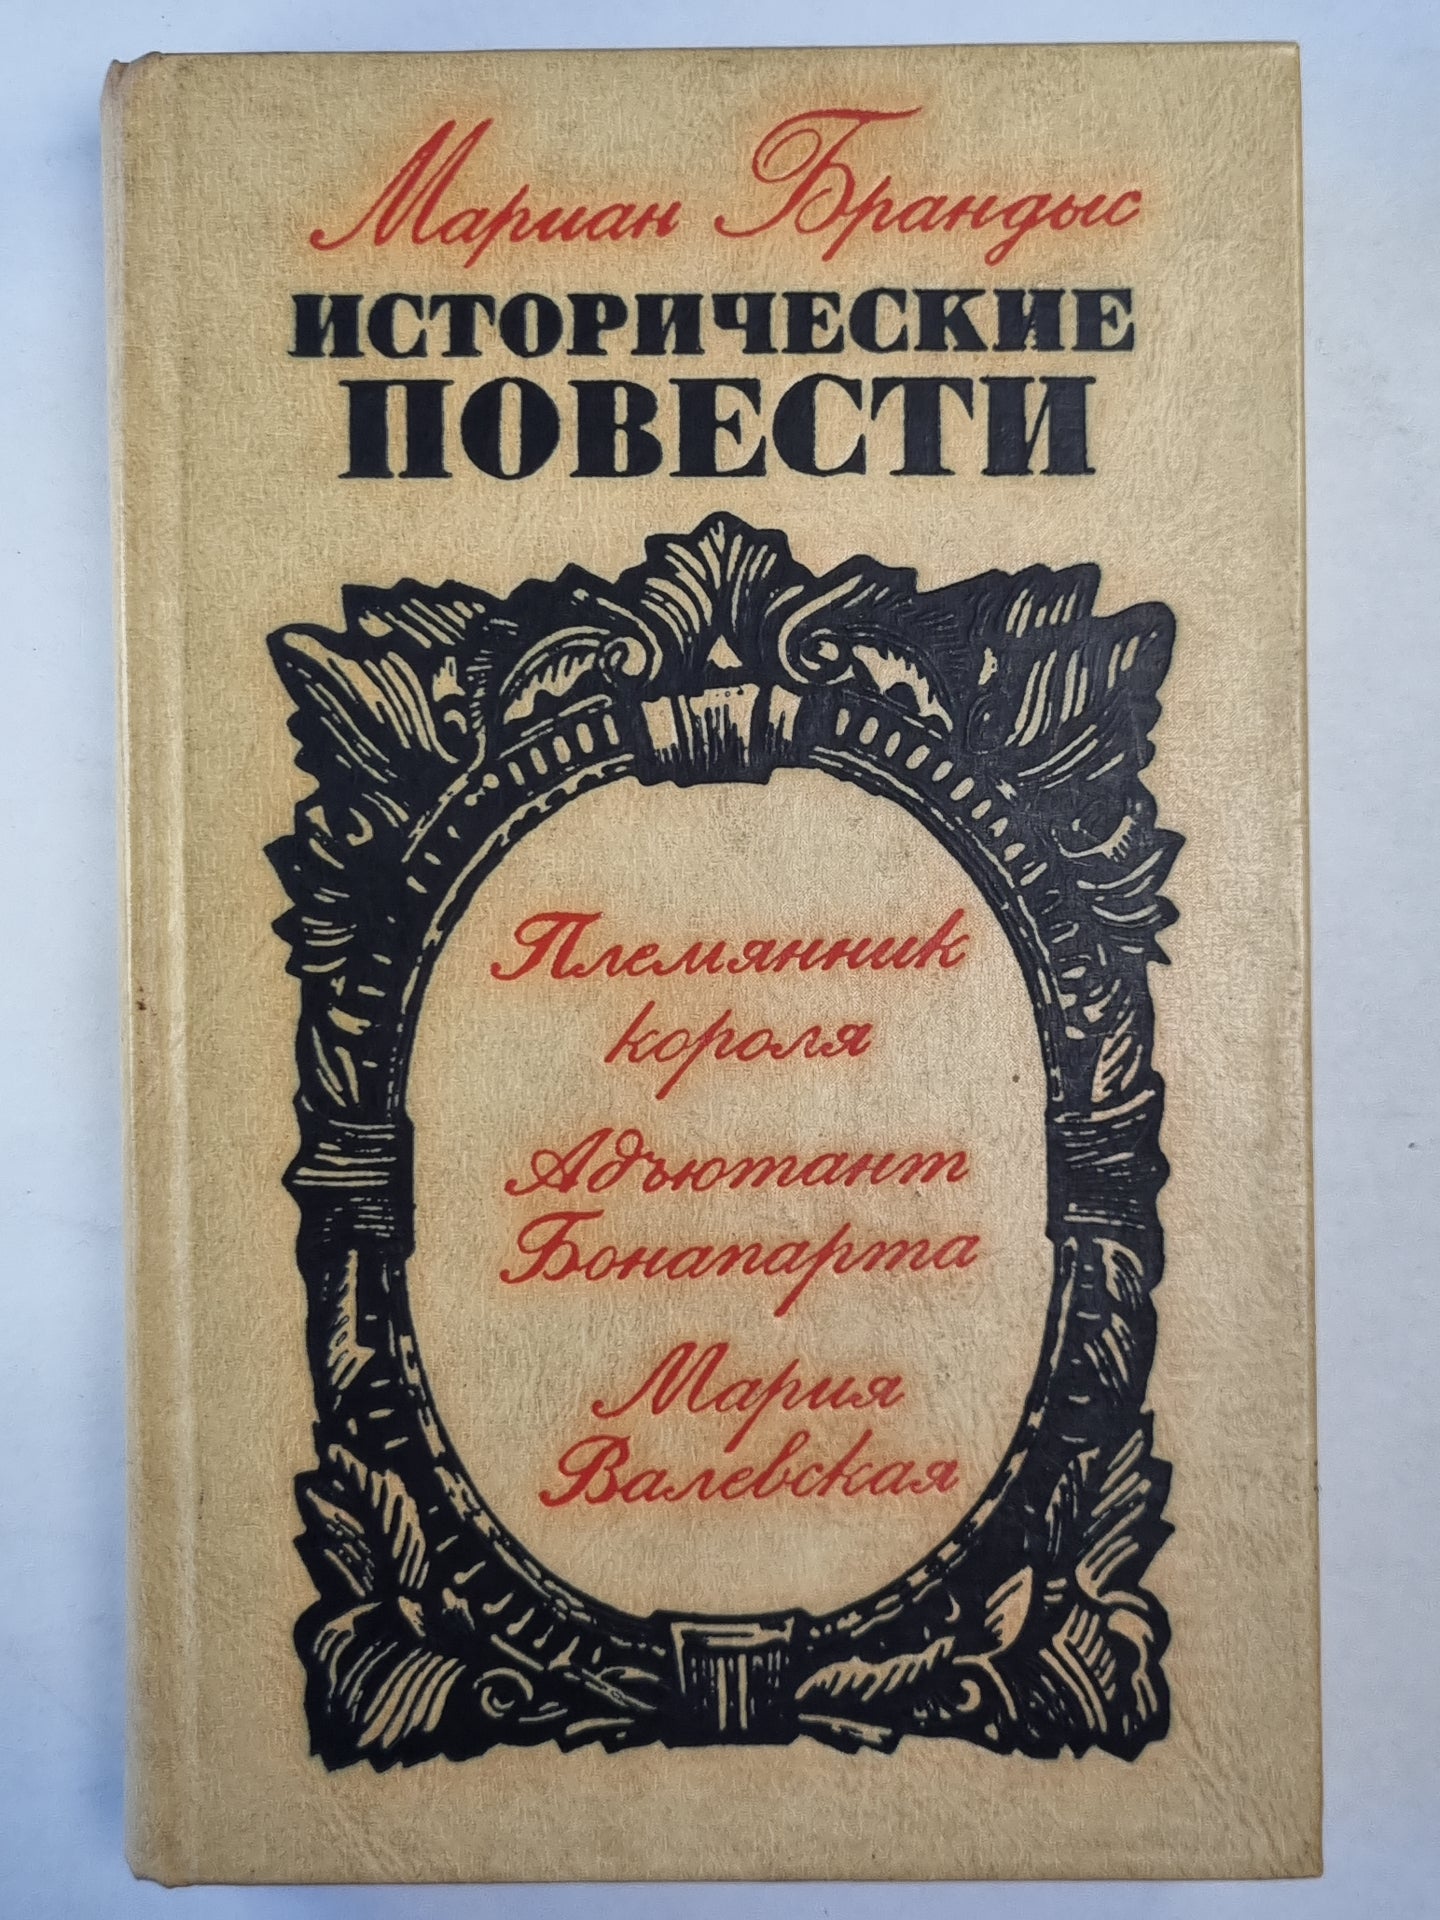 Мариан Брандыс
ИСТОРИЧЕСКИЕ
ПОВЕСТИ
Племянник
короля
Адъютант
Бонапарта
Мария
Валевская